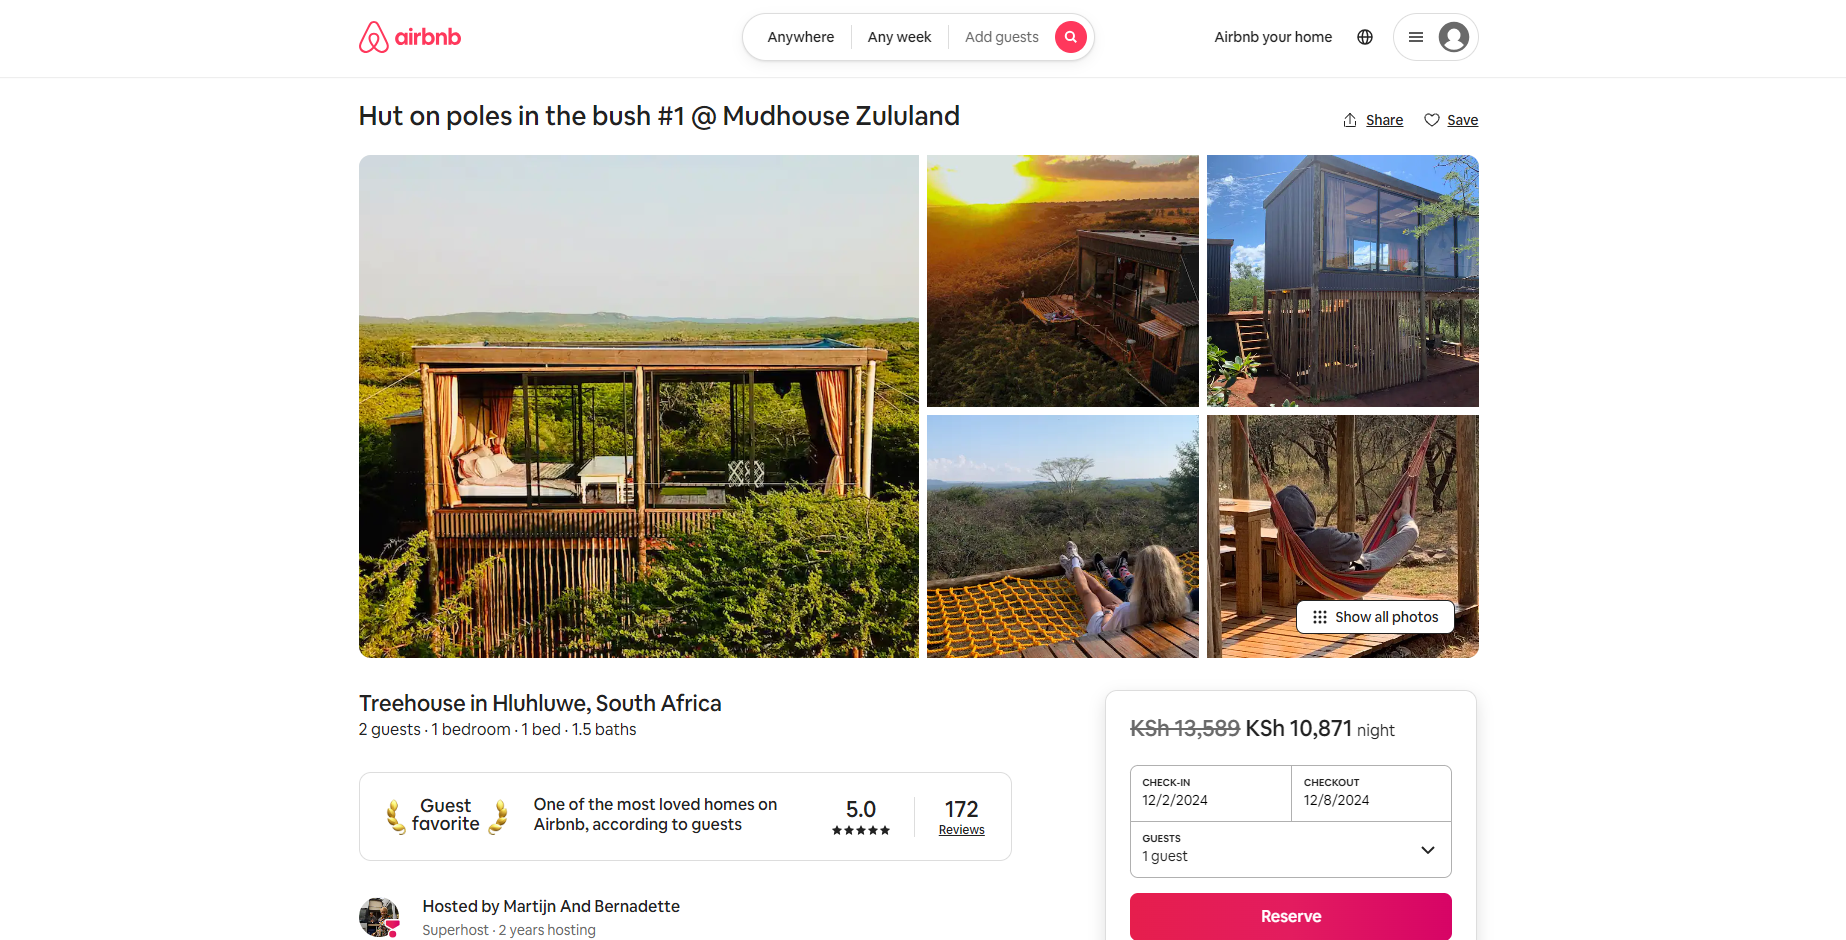 airbnb
Anywhere
Any week
Add guests
Airbnb your home
Hut on poles in the bush #1 @ Mudhouse Zululand
Share
Save
Show all photos
Treehouse in Hluhluwe, South Africa
2 guests · 1 bedroom · 1 bed · 1.5 baths
Guest
favorite
One of the most loved homes on
Airbnb, according to guests
5.0
172
Reviews
Hosted by Martijn And Bernadette
Superhost · 2 years hosting
KSh 13,589 KSh 10,871 night
CHECK-IN
12/2/2024
CHECKOUT
12/8/2024
GUESTS
1 guest
Reserve